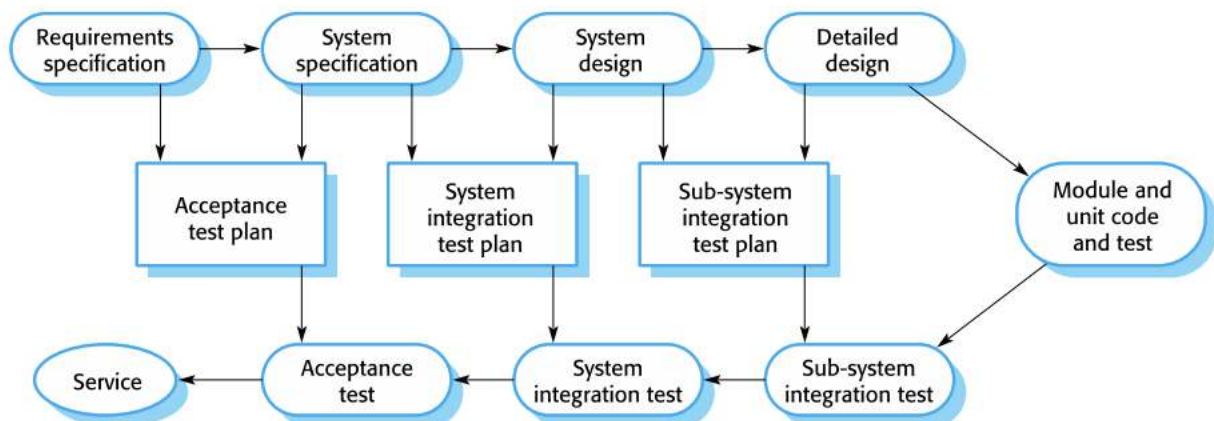 Requirements
specification
System
specification
System
design
Detailed
design
Acceptance
test plan
System
integration
test plan
Sub-system
integration
test plan
Module and
unit code
and test
Service
Acceptance
test
System
integration test
Sub-system
integration test